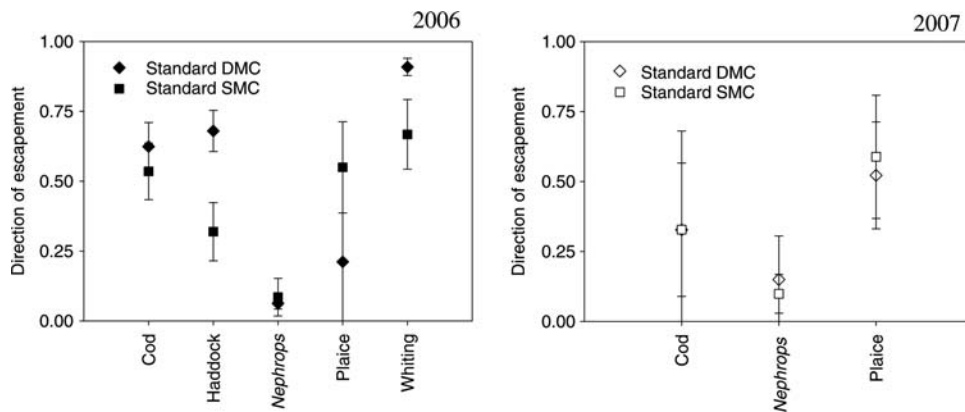 2006
1.00
0.75
0.50
0.25
0.00
Direction of escapement
Standard DMC
Standard SMC
Cod
Haddock
Nephrops
Plaice
Whiting
2007
1.00
0.75
0.50
0.25
0.00
Direction of escapement
Standard DMC
Standard SMC
Cod
Nephrops
Plaice